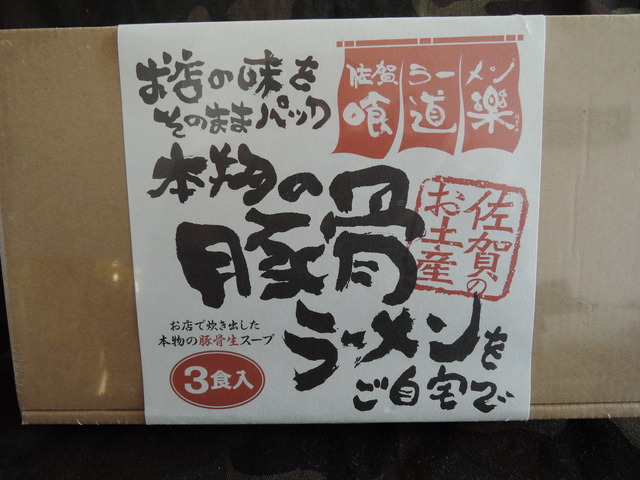 お店の味を
そのままパック
佐賀ラーメン
喰道楽
本物の
豚骨
ラーメンを
ご自宅で
佐賀の
お土産
お店で炊き出した
本物の豚骨生スープ
3食入